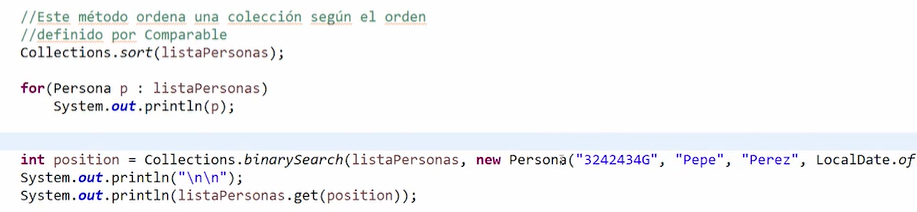 //Este método ordena una colección según el orden
//definido por Comparable
Collections.sort(listaPersonas);
for(Persona p : listaPersonas)
System.out.println(p);
int position = Collections.binarySearch(listaPersonas, new Persona("3242434G", "Pepe", "Perez", LocalDate.of
System.out.println("\n\n");
System.out.println(listaPersonas.get(position));